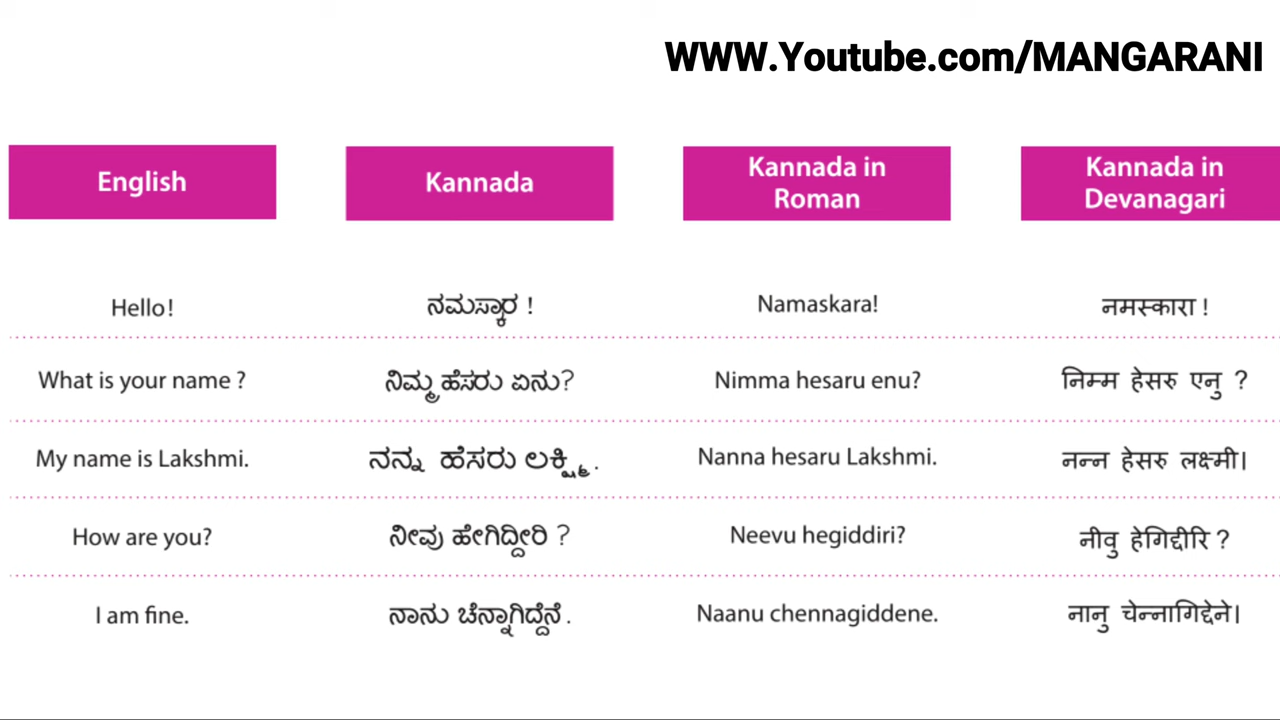 WWW.Youtube.com/MANGARANI
English Kannada Kannada in Roman Kannada in Devanagari
Hello! ನಮಸ್ಕಾರ ! Namaskara! नमस्कारा !
What is your name ? ನಿಮ್ಮ ಹೆಸರು ಏನು? Nimma hesaru enu? निम्म हेसरु एनु ?
My name is Lakshmi. ನನ್ನ ಹೆಸರು ಲಕ್ಷ್ಮಿ. Nanna hesaru Lakshmi. नन्न हेसरु लक्ष्मी।
How are you? ನೀವು ಹೇಗಿದ್ದೀರಿ ? Neevu hegiddiri? नीवु हेगिद्दीरि ?
I am fine. ನಾನು ಚೆನ್ನಾಗಿದ್ದೆನೆ. Naanu chennagiddene. नानु चेन्नागिद्देने।